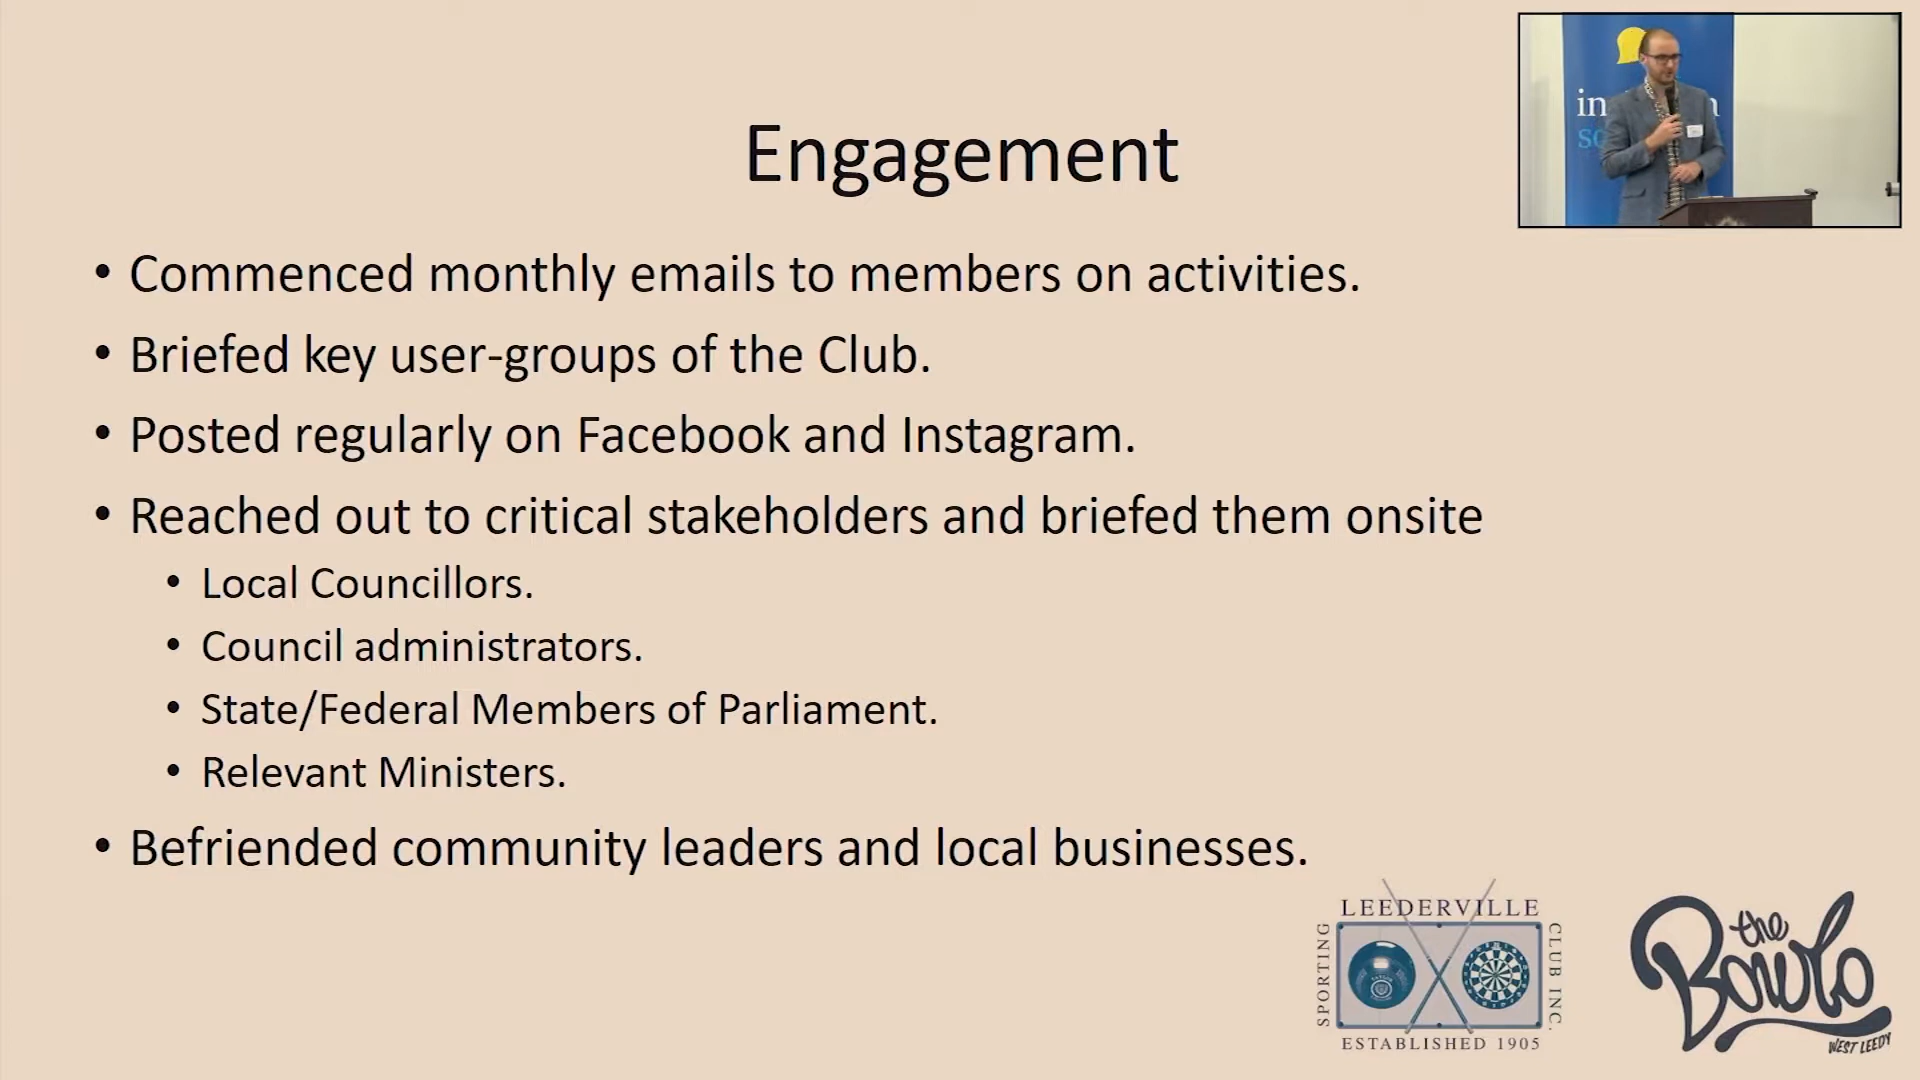 Engagement
• Commenced monthly emails to members on activities.
• Briefed key user-groups of the Club.
• Posted regularly on Facebook and Instagram.
• Reached out to critical stakeholders and briefed them onsite
• Local Councillors.
• Council administrators.
• State/Federal Members of Parliament.
• Relevant Ministers.
• Befriended community leaders and local businesses.
LEEDERVILLE
SPORTING
CLUB INC.
ESTABLISHED 1905
the
Bowlo
WEST LEEDY